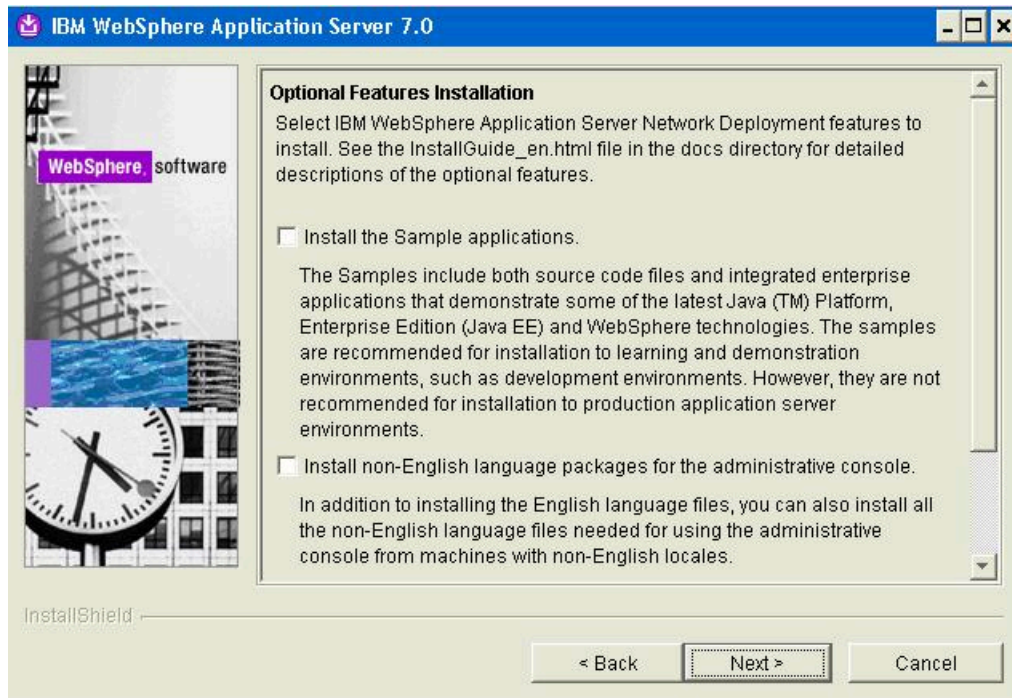 IBM WebSphere Application Server 7.0
WebSphere. software
Optional Features Installation
Select IBM WebSphere Application Server Network Deployment features to
install. See the InstallGuide_en.html file in the docs directory for detailed
descriptions of the optional features.
Install the Sample applications.
The Samples include both source code files and integrated enterprise
applications that demonstrate some of the latest Java (TM) Platform,
Enterprise Edition (Java EE) and WebSphere technologies. The samples
are recommended for installation to learning and demonstration
environments, such as development environments. However, they are not
recommended for installation to production application server
environments.
Install non-English language packages for the administrative console.
In addition to installing the English language files, you can also install all
the non-English language files needed for using the administrative
console from machines with non-English locales.
InstallShield
< Back
Next >
Cancel